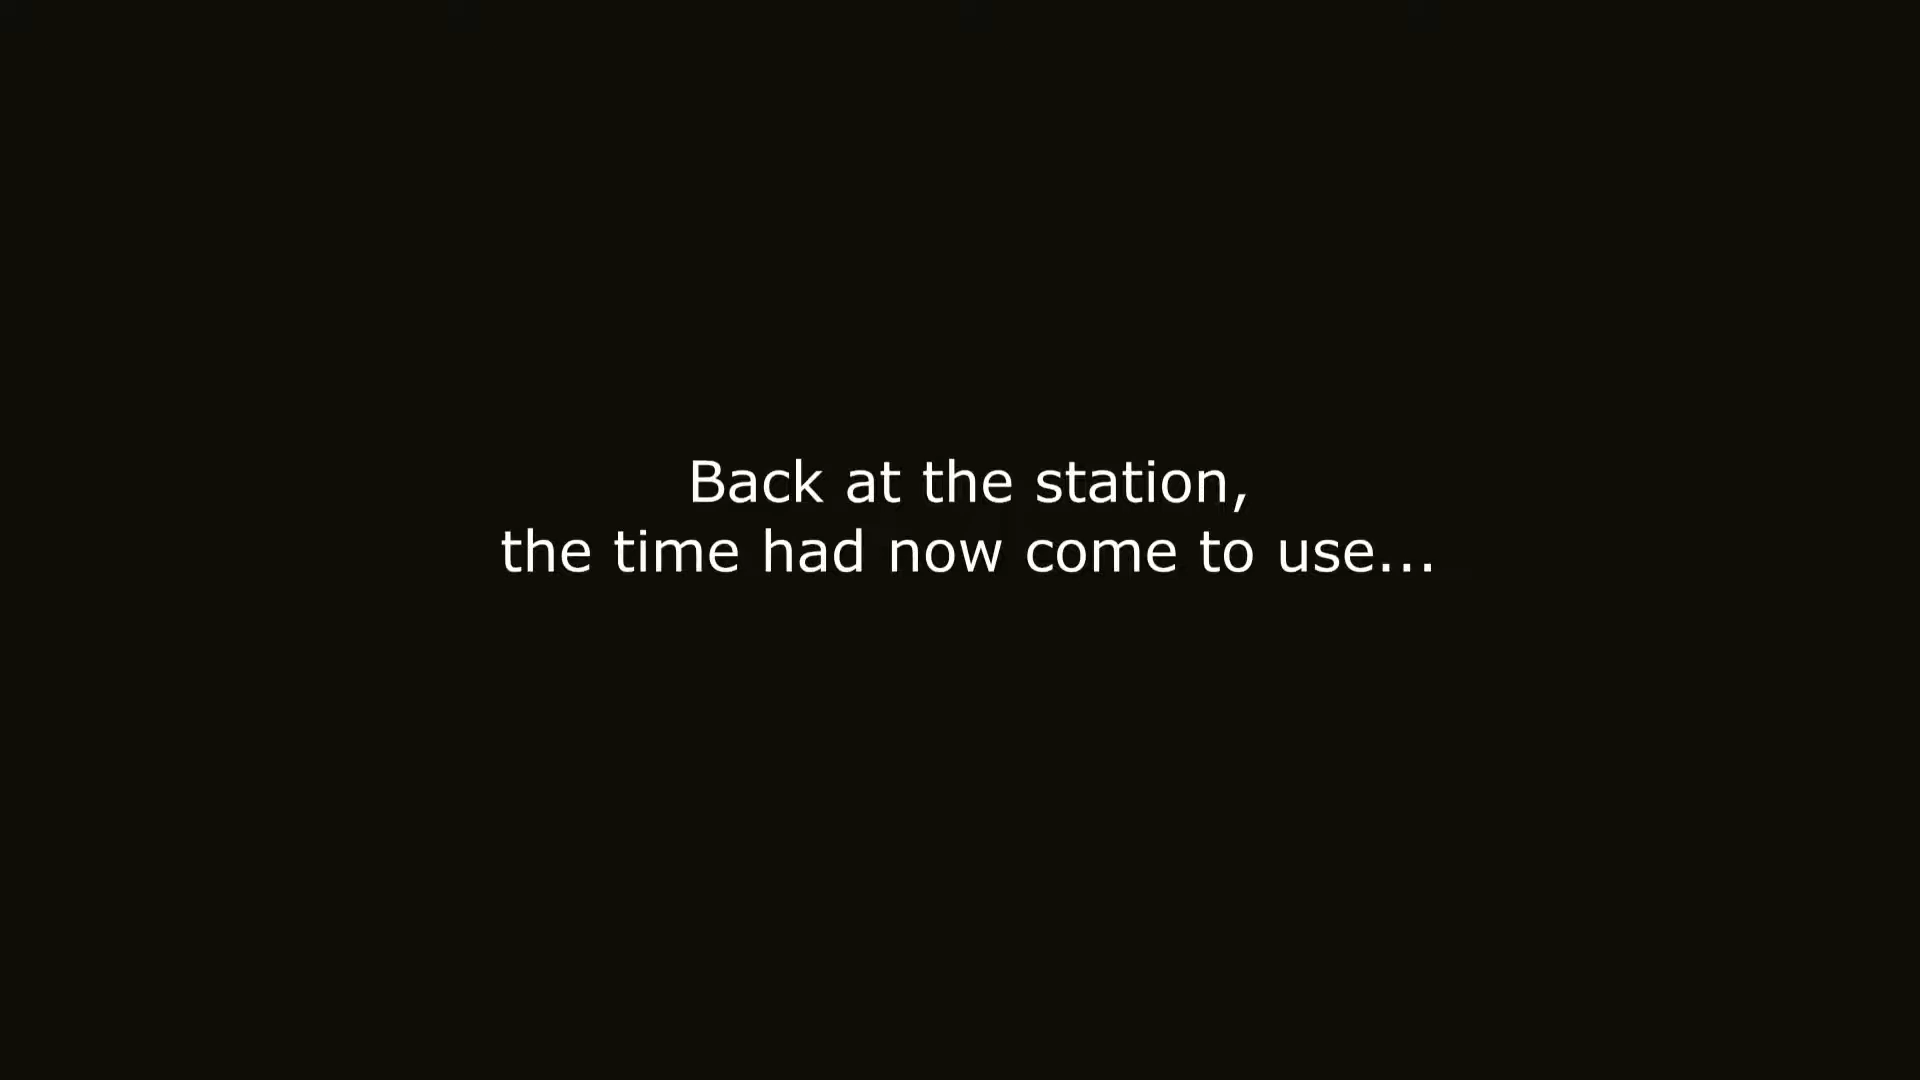 Back at the station,
the time had now come to use...